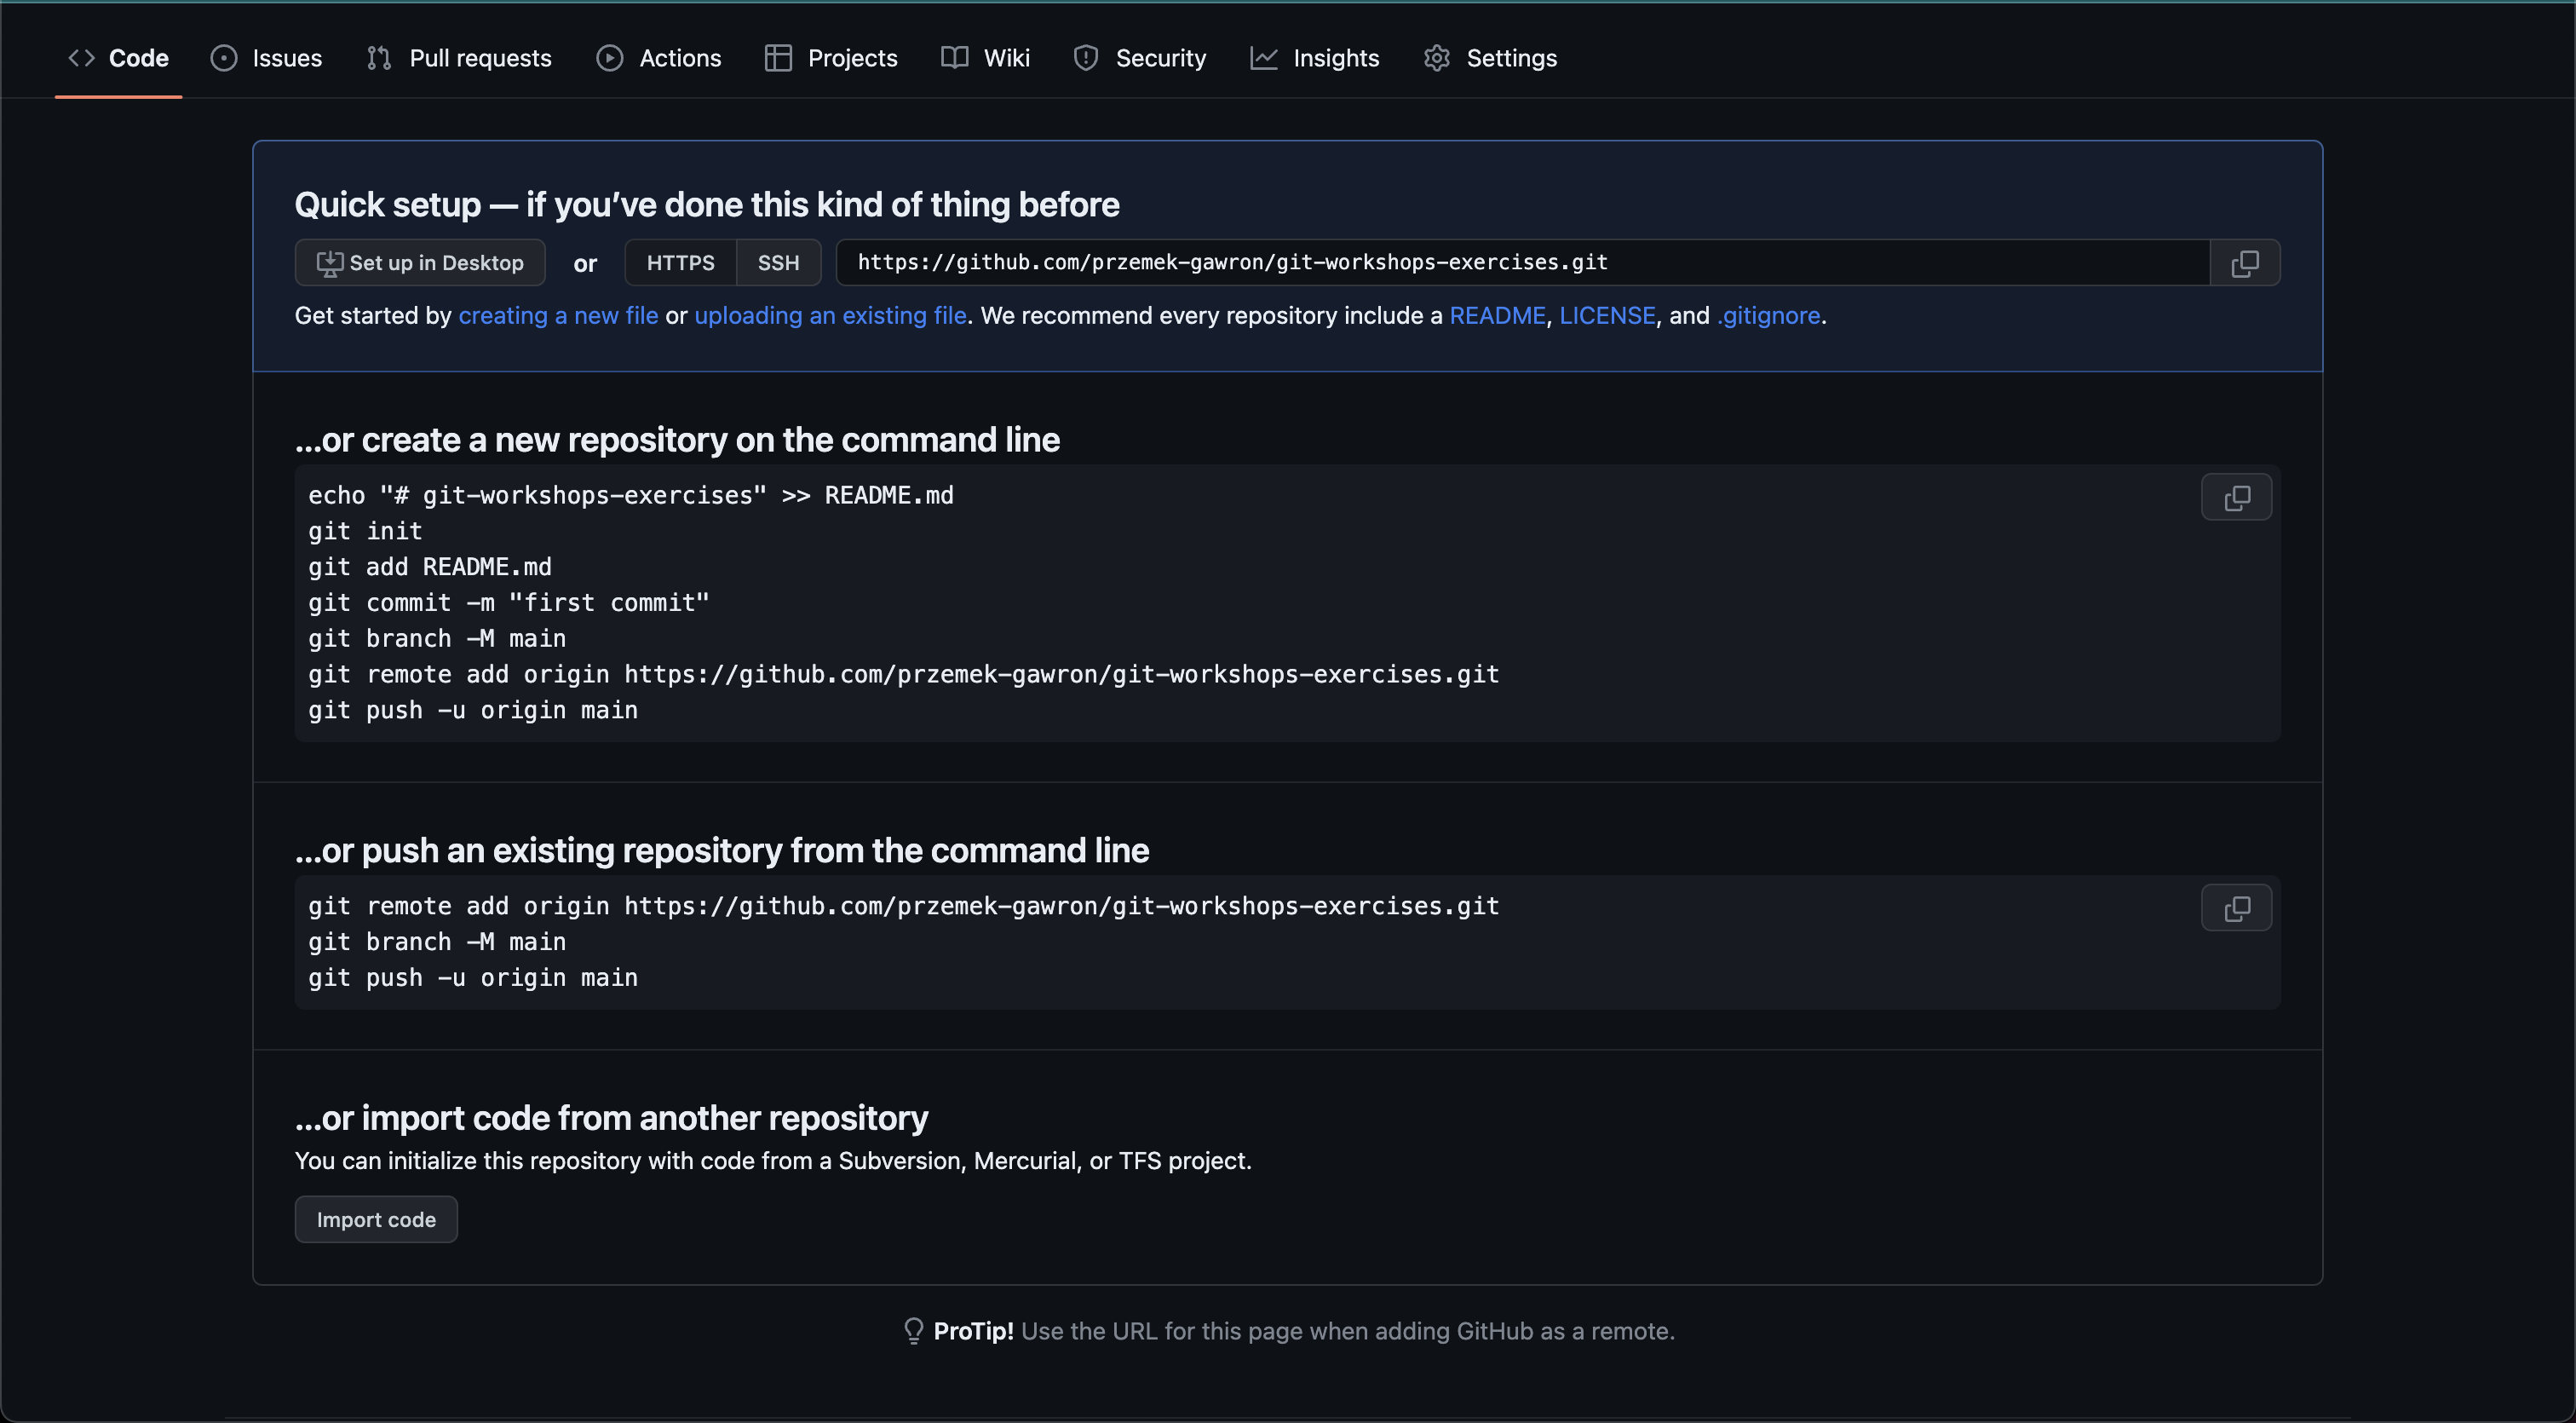 Code Issues Pull requests Actions Projects Wiki Security Insights Settings
Quick setup — if you’ve done this kind of thing before
Set up in Desktop or HTTPS SSH https://github.com/przemek-gawron/git-workshops-exercises.git
Get started by creating a new file or uploading an existing file. We recommend every repository include a README, LICENSE, and .gitignore.
…or create a new repository on the command line
echo "# git-workshops-exercises" >> README.md
git init
git add README.md
git commit -m "first commit"
git branch -M main
git remote add origin https://github.com/przemek-gawron/git-workshops-exercises.git
git push -u origin main
…or push an existing repository from the command line
git remote add origin https://github.com/przemek-gawron/git-workshops-exercises.git
git branch -M main
git push -u origin main
…or import code from another repository
You can initialize this repository with code from a Subversion, Mercurial, or TFS project.
Import code
ProTip! Use the URL for this page when adding GitHub as a remote.